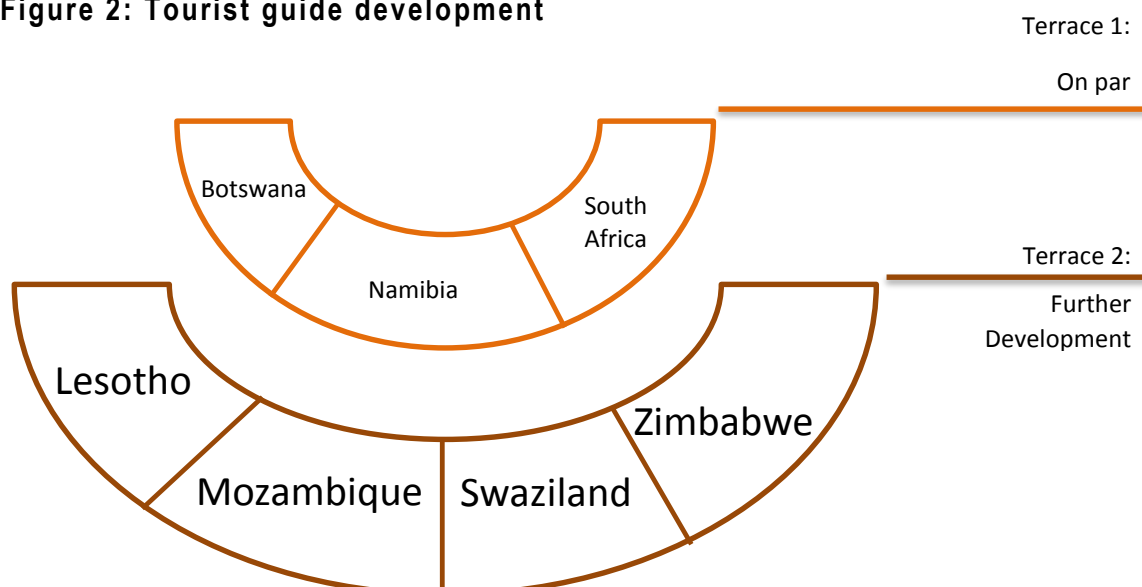 Figure 2: Tourist guide development
Terrace 1:
On par
Botswana
South
Africa
Namibia
Terrace 2:
Further
Development
Lesotho
Zimbabwe
Mozambique
Swaziland